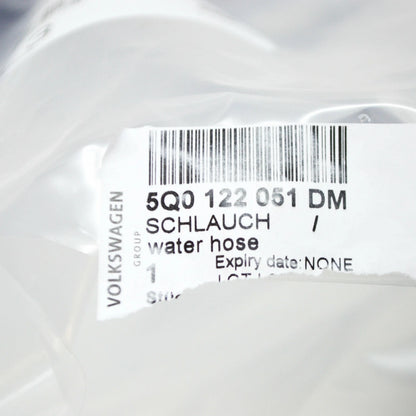 VOLKSWAGEN
GROUP
5Q0 122 051 DM
SCHLAUCH /
water hose
1 Expiry date: NONE